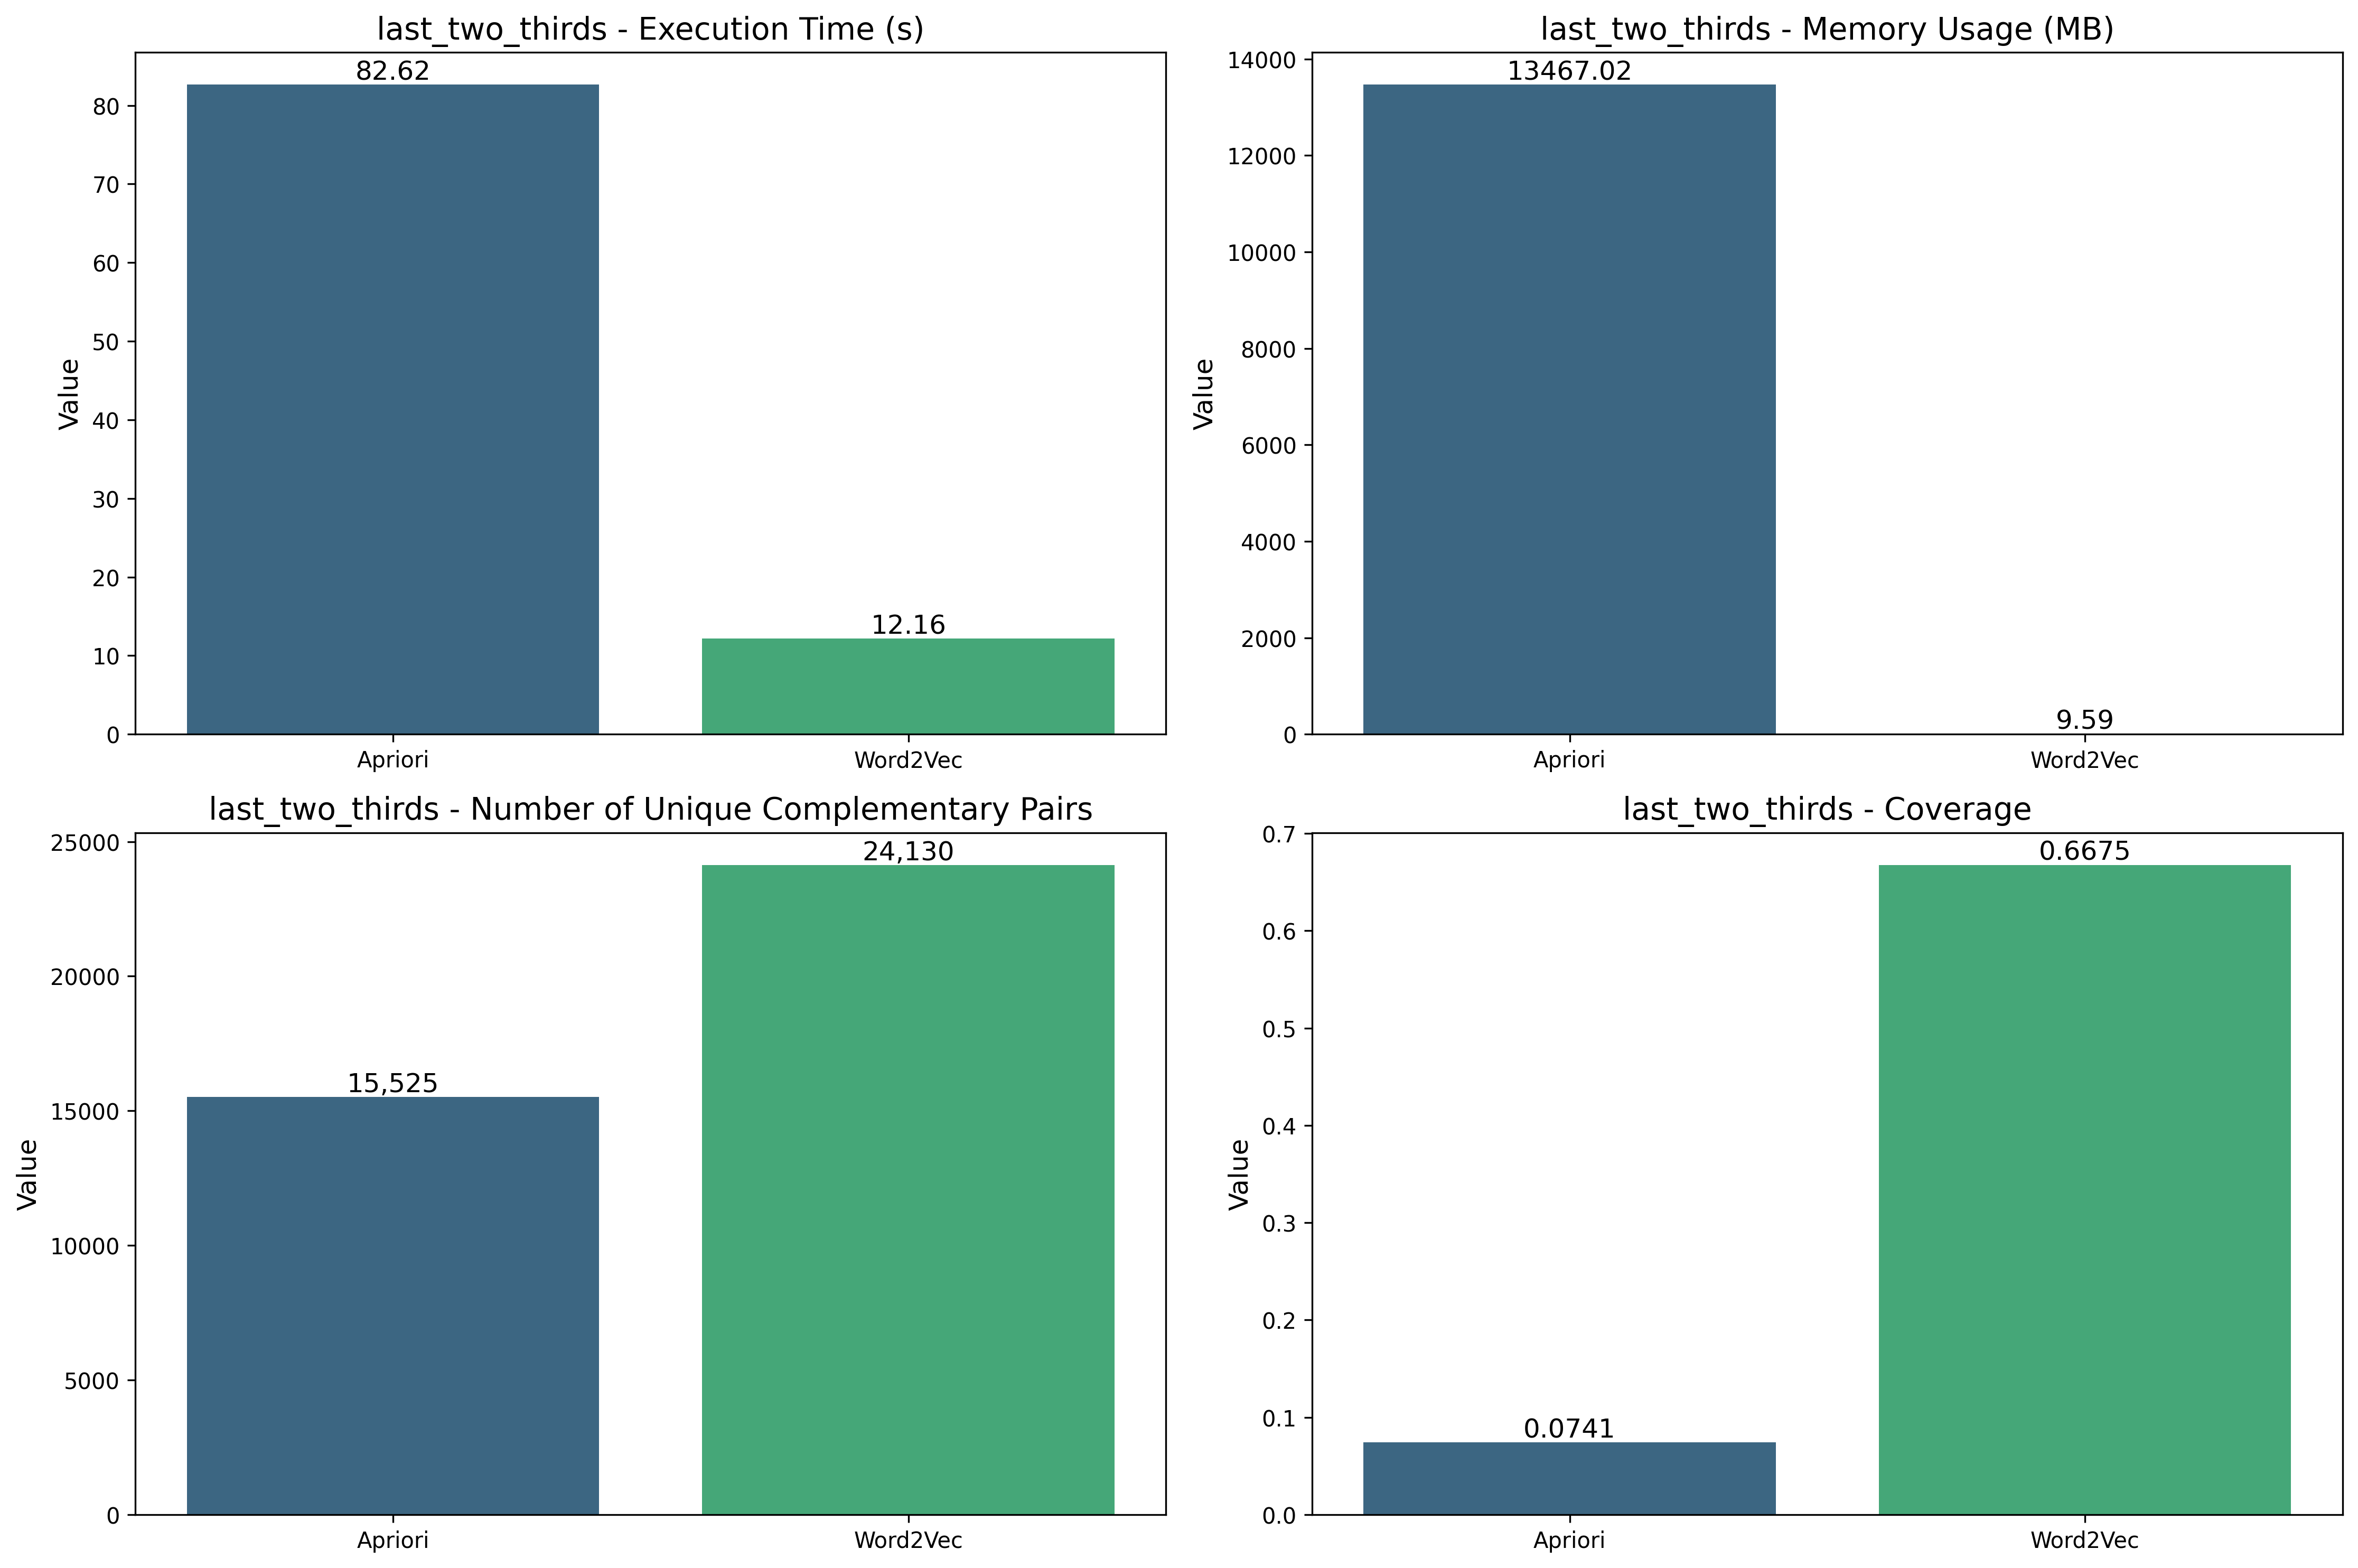 last_two_thirds - Execution Time (s)
82.62
12.16
Value
80
70
60
50
40
30
20
10
0
Apriori
Word2Vec
last_two_thirds - Memory Usage (MB)
13467.02
9.59
Value
14000
12000
10000
8000
6000
4000
2000
0
Apriori
Word2Vec
last_two_thirds - Number of Unique Complementary Pairs
15,525
24,130
Value
25000
20000
15000
10000
5000
0
Apriori
Word2Vec
last_two_thirds - Coverage
0.0741
0.6675
Value
0.7
0.6
0.5
0.4
0.3
0.2
0.1
0.0
Apriori
Word2Vec